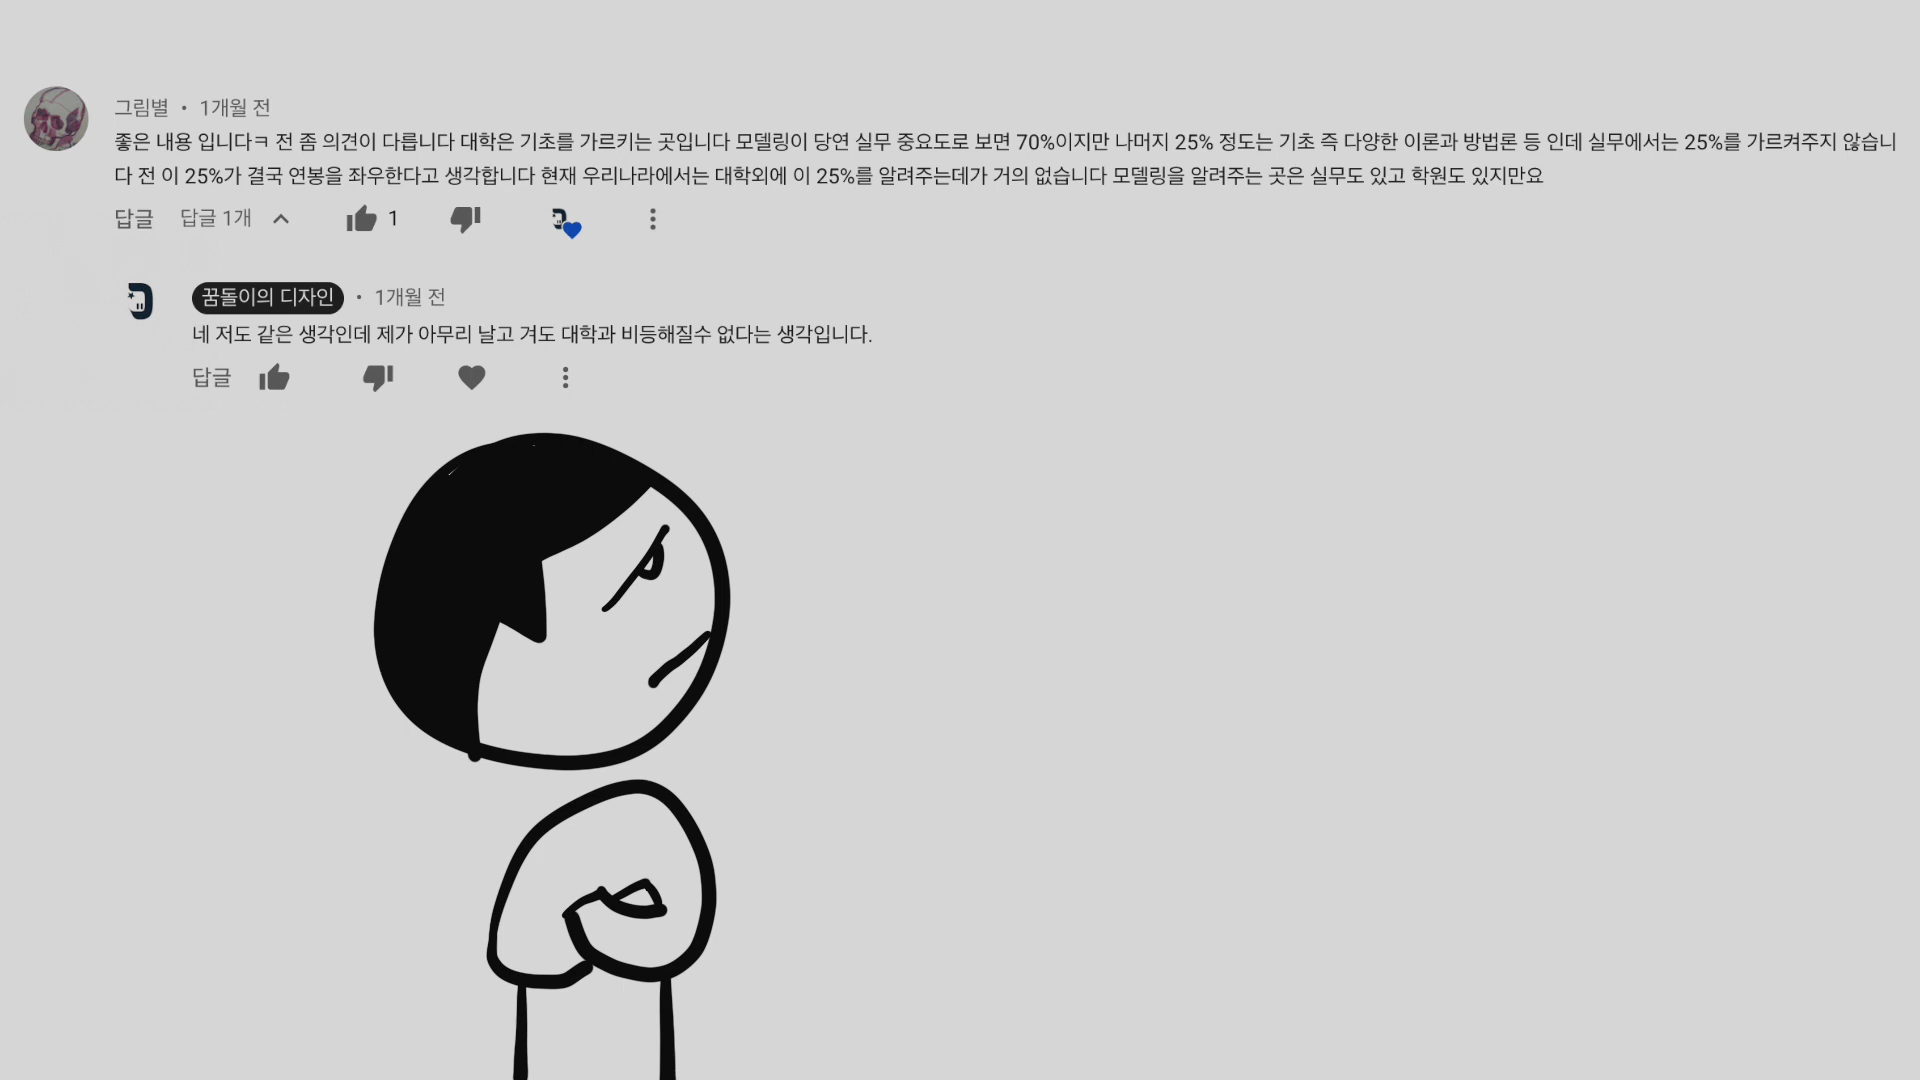 그림별 • 1개월 전
좋은 내용 입니다ㅋ 전 좀 의견이 다릅니다 대학은 기초를 가르키는 곳입니다 모델링이 당연 실무 중요도로 보면 70%이지만 나머지 25% 정도는 기초 즉 다양한 이론과 방법론 등 인데 실무에서는 25%를 가르켜주지 않습니
다 전 이 25%가 결국 연봉을 좌우한다고 생각합니다 현재 우리나라에서는 대학외에 이 25%를 알려주는데가 거의 없습니다 모델링을 알려주는 곳은 실무도 있고 학원도 있지만요
답글 답글 1개 1
꿈돌이의 디자인 • 1개월 전
네 저도 같은 생각인데 제가 아무리 날고 겨도 대학과 비등해질수 없다는 생각입니다.
답글